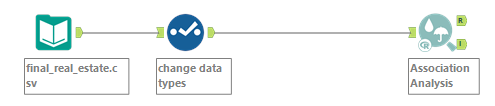 R
R
I
final_real_estate.c
sv
change data
types
Association
Analysis